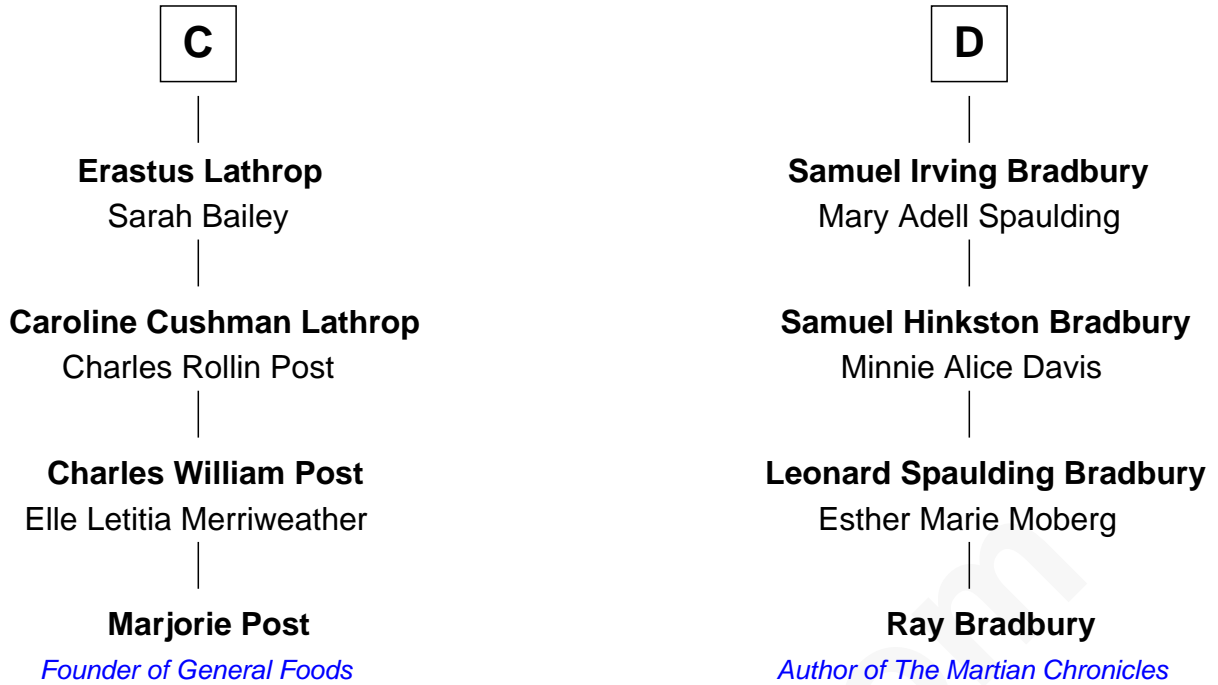 C
Erastus Lathrop
Sarah Bailey
Caroline Cushman Lathrop
Charles Rollin Post
Charles William Post
Elle Letitia Merriweather
Marjorie Post
Founder of General Foods
D
Samuel Irving Bradbury
Mary Adell Spaulding
Samuel Hinkston Bradbury
Minnie Alice Davis
Leonard Spaulding Bradbury
Esther Marie Moberg
Ray Bradbury
Author of The Martian Chronicles